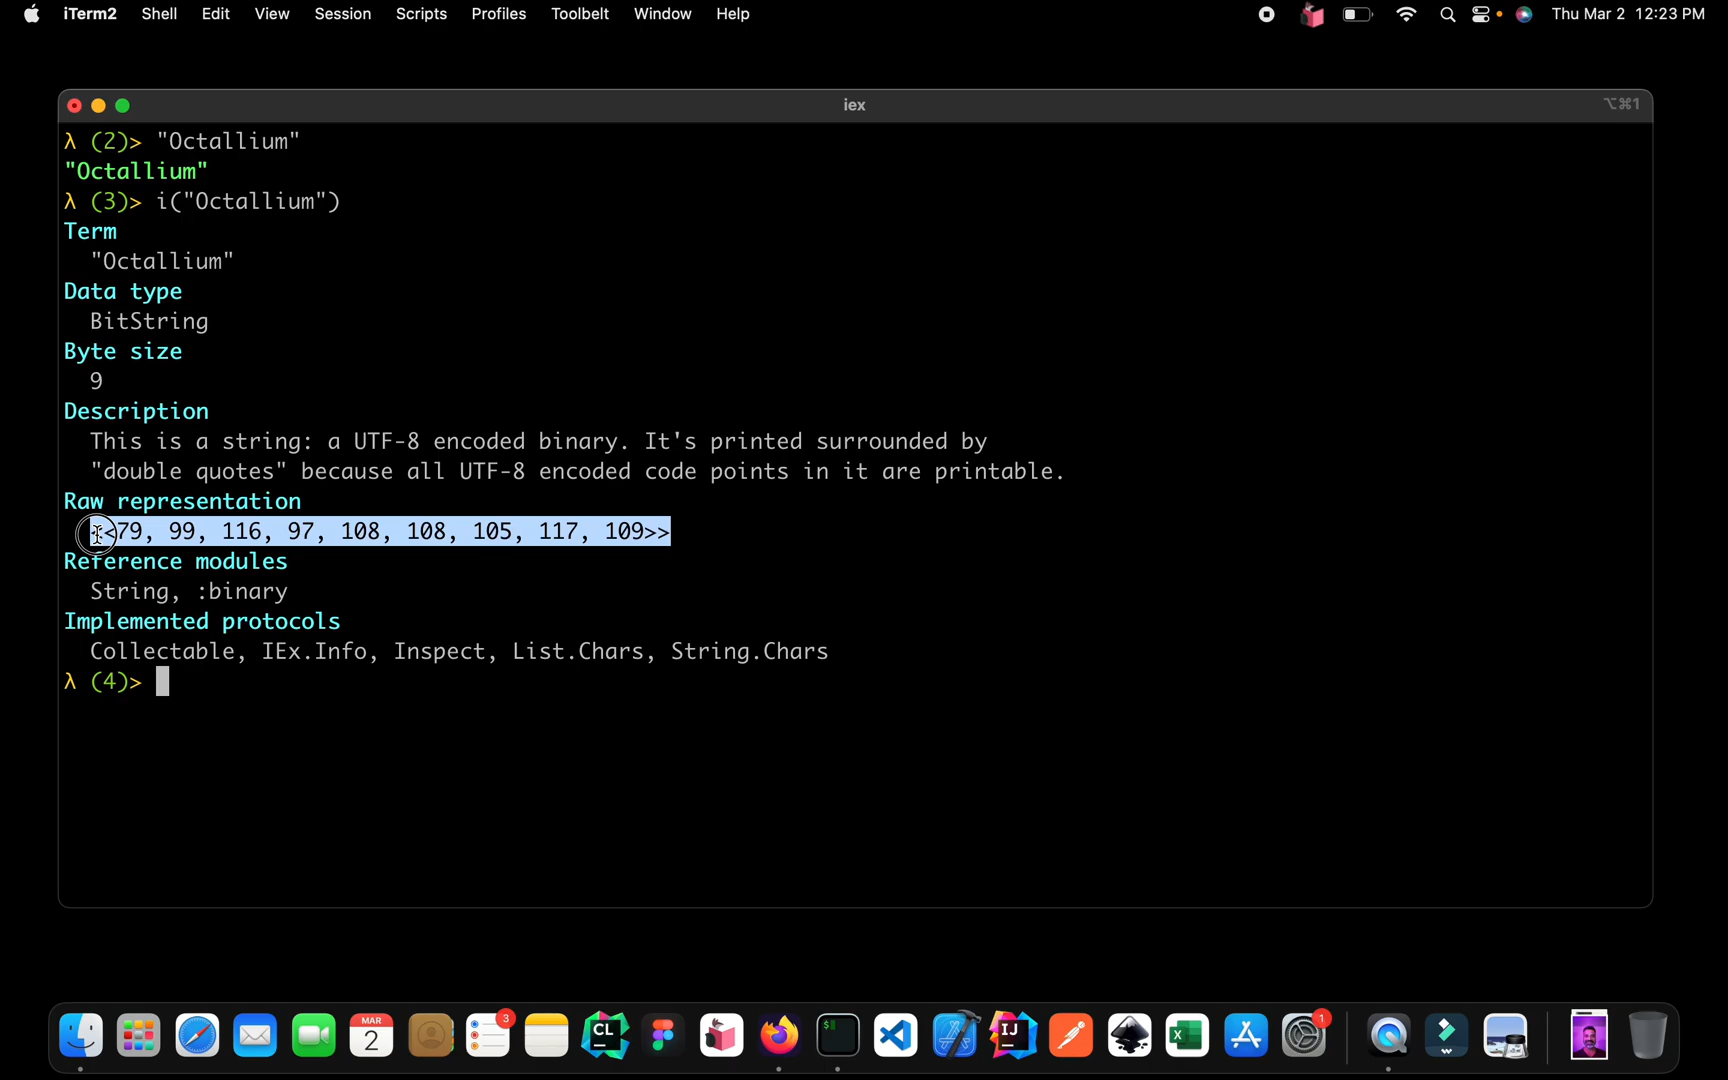 iTerm2 Shell Edit View Session Scripts Profiles Toolbelt Window Help Thu Mar 2 12:23 PM
iex ⌥⌘1
λ (2)> "Octallium"
"Octallium"
λ (3)> i("Octallium")
Term
"Octallium"
Data type
BitString
Byte size
9
Description
This is a string: a UTF-8 encoded binary. It's printed surrounded by
"double quotes" because all UTF-8 encoded code points in it are printable.
Raw representation
<<79, 99, 116, 97, 108, 108, 105, 117, 109>>
Reference modules
String, :binary
Implemented protocols
Collectable, IEx.Info, Inspect, List.Chars, String.Chars
λ (4)>
MAR
2
3
CL
$
IJ
1